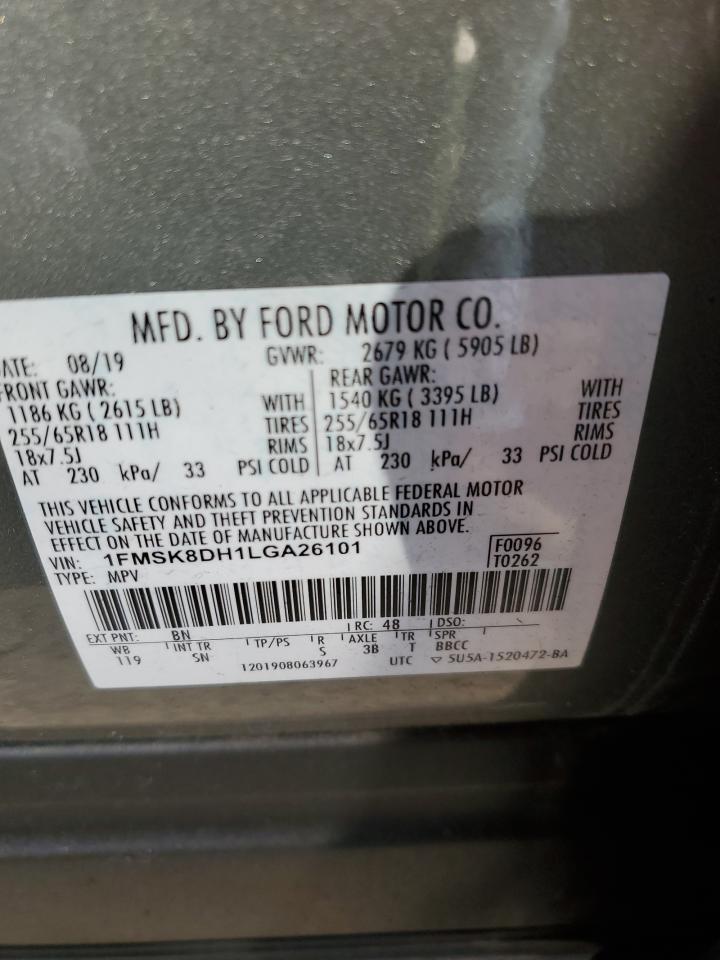 MFD. BY FORD MOTOR CO.
DATE: 08/19 GVWR: 2679 KG ( 5905 LB)
FRONT GAWR: REAR GAWR:
1186 KG ( 2615 LB) WITH 1540 KG ( 3395 LB) WITH
255/65R18 111H TIRES 255/65R18 111H TIRES
18x7.5J RIMS 18x7.5J RIMS
AT 230 kPa/ 33 PSI COLD AT 230 kPa/ 33 PSI COLD
THIS VEHICLE CONFORMS TO ALL APPLICABLE FEDERAL MOTOR
VEHICLE SAFETY AND THEFT PREVENTION STANDARDS IN
EFFECT ON THE DATE OF MANUFACTURE SHOWN ABOVE.
VIN: 1FMSK8DH1LGA26101 F0096
TYPE: MPV T0262
EXT PNT: BN RC: 48 DSO:
WB INT TR TP/PS R AXLE TR SPR
119 SN S 3B T BBCC
1201908063967 UTC ▽ 5U5A-1520472-BA